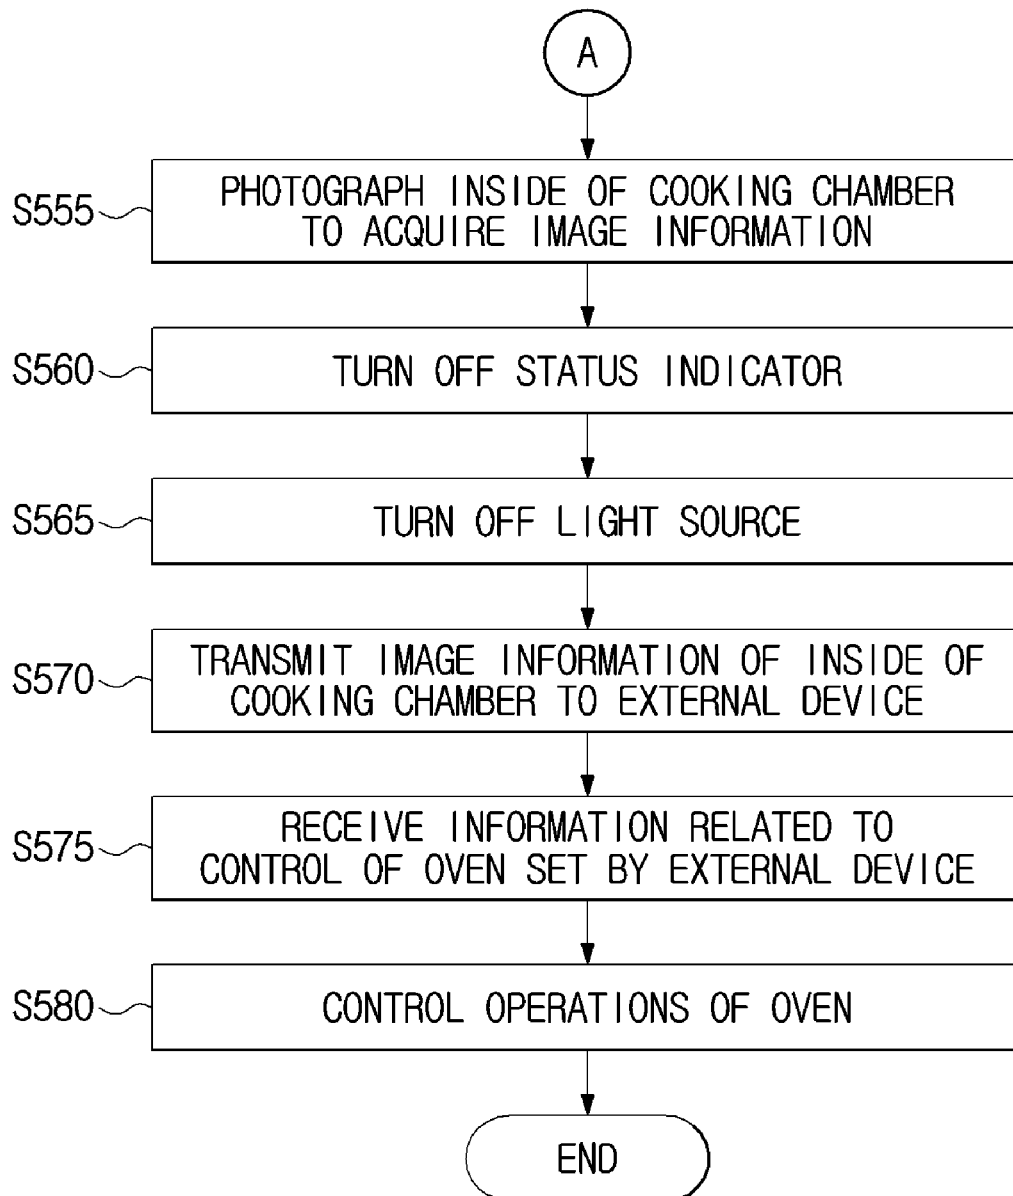 A
S555
PHOTOGRAPH INSIDE OF COOKING CHAMBER
TO ACQUIRE IMAGE INFORMATION
S560
TURN OFF STATUS INDICATOR
S565
TURN OFF LIGHT SOURCE
S570
TRANSMIT IMAGE INFORMATION OF INSIDE OF
COOKING CHAMBER TO EXTERNAL DEVICE
S575
RECEIVE INFORMATION RELATED TO
CONTROL OF OVEN SET BY EXTERNAL DEVICE
S580
CONTROL OPERATIONS OF OVEN
END